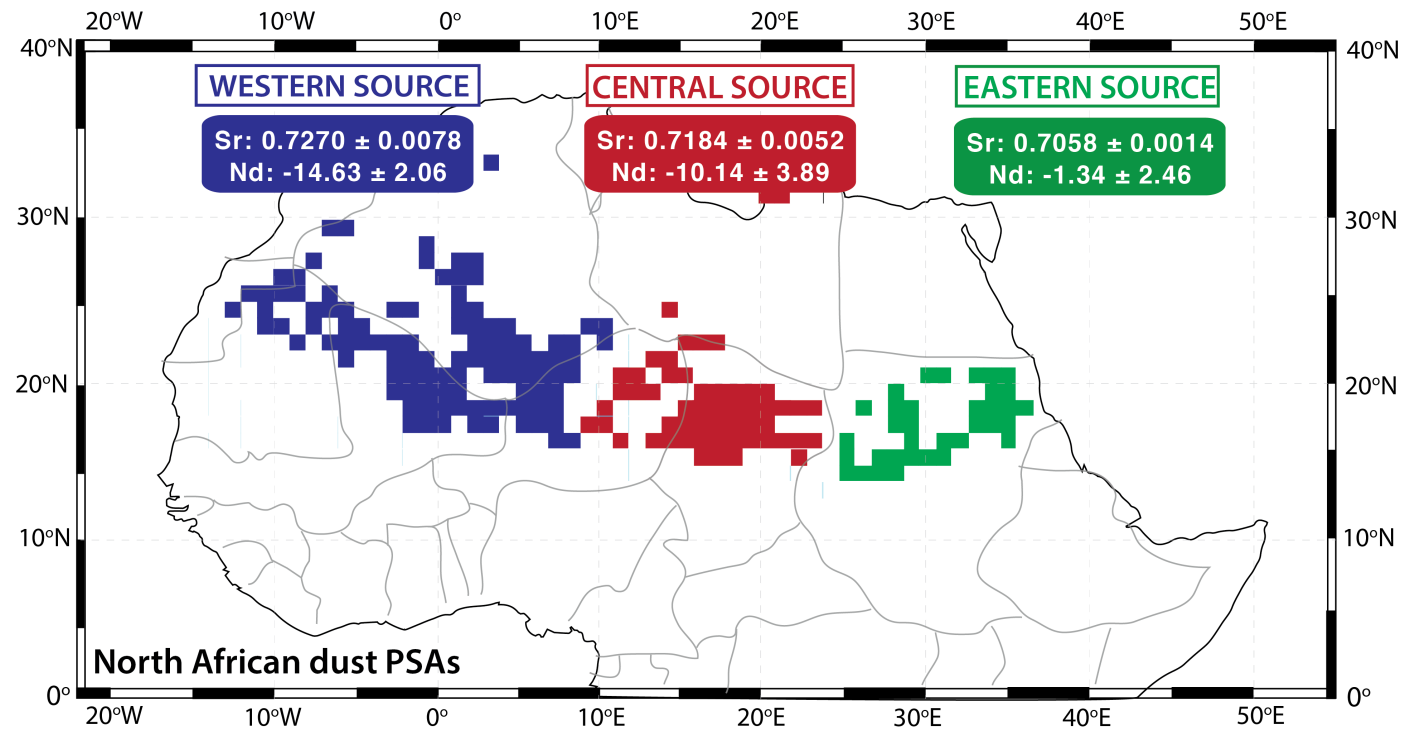 20°W 10°W 0° 10°E 20°E 30°E 40°E 50°E
40°N 40°N
WESTERN SOURCE CENTRAL SOURCE EASTERN SOURCE
Sr: 0.7270 ± 0.0078 Sr: 0.7184 ± 0.0052 Sr: 0.7058 ± 0.0014
Nd: -14.63 ± 2.06 Nd: -10.14 ± 3.89 Nd: -1.34 ± 2.46
30°N 30°N
20°N 20°N
10°N 10°N
North African dust PSAs
0° 0°
20°W 10°W 0° 10°E 20°E 30°E 40°E 50°E